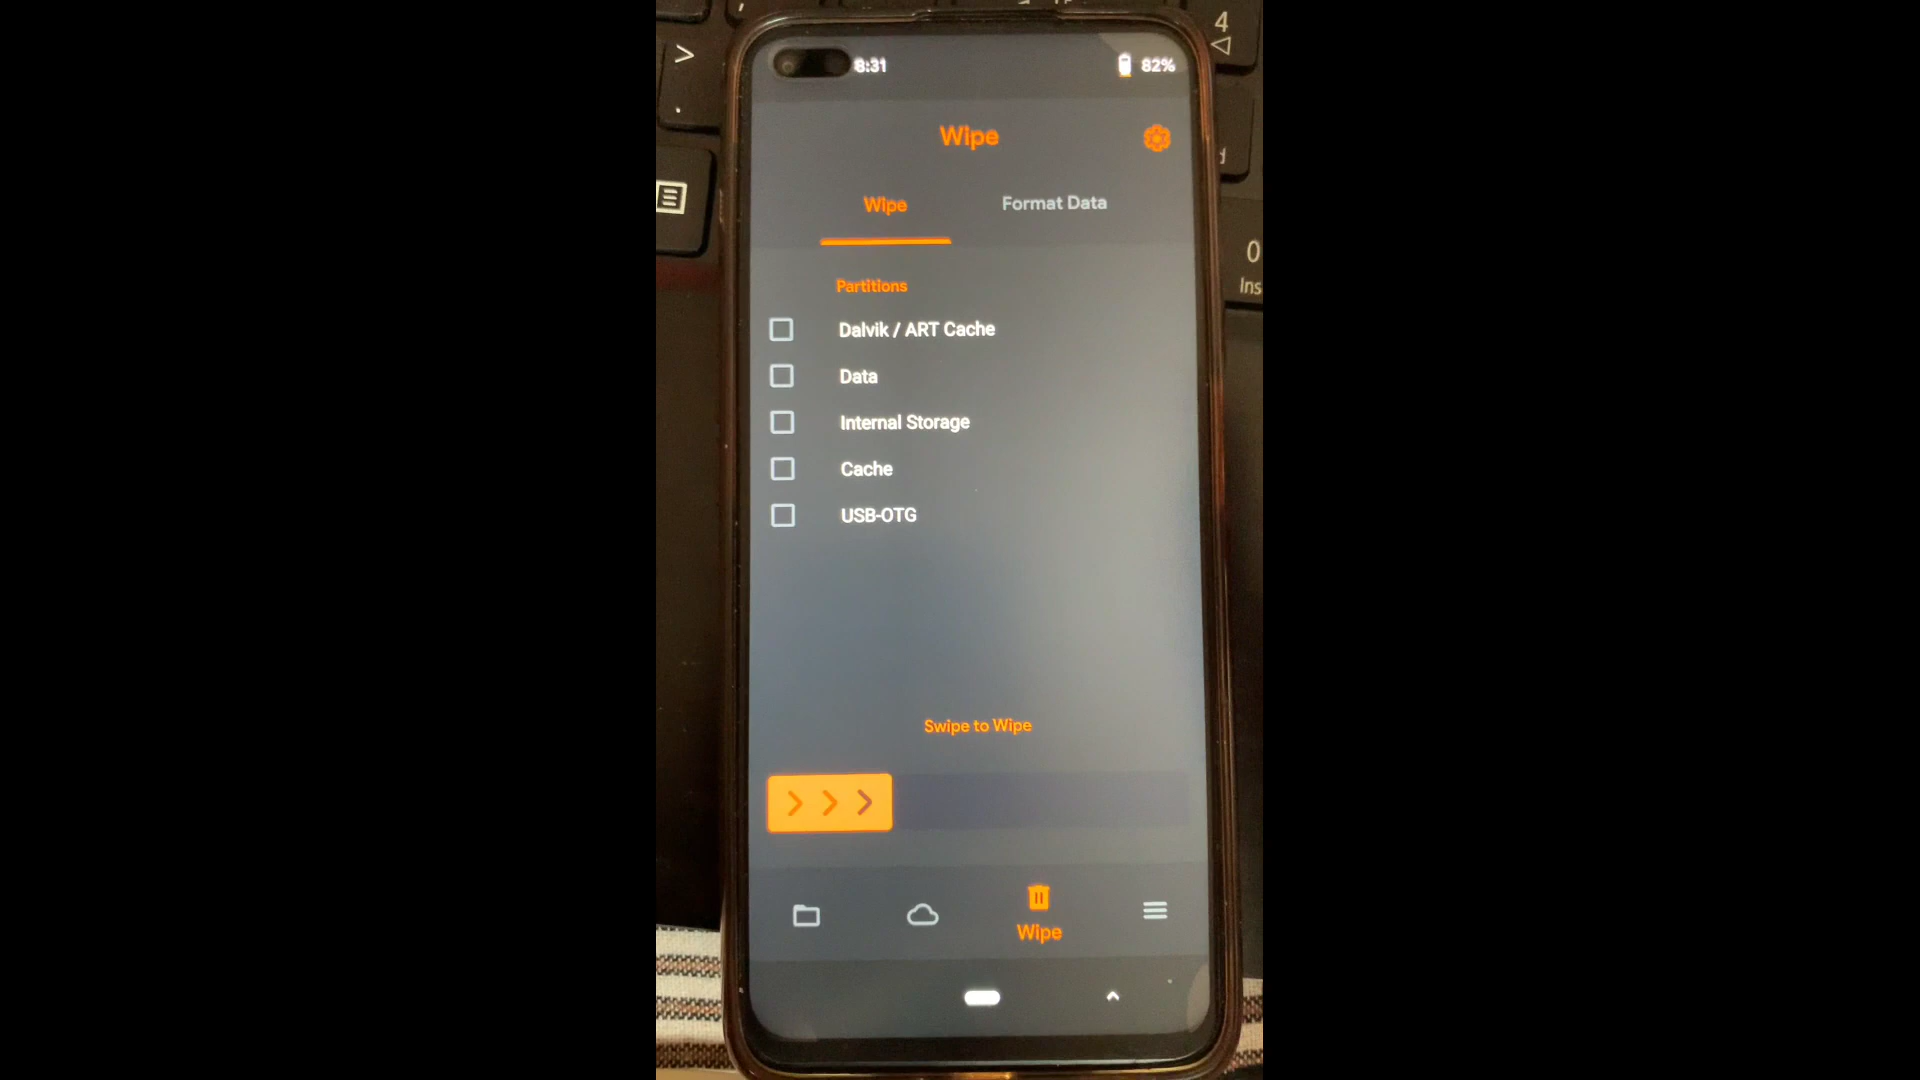 8:31
82%
Wipe
Wipe
Format Data
Partitions
Dalvik / ART Cache
Data
Internal Storage
Cache
USB-OTG
Swipe to Wipe
Wipe
>
.
4
0
Ins